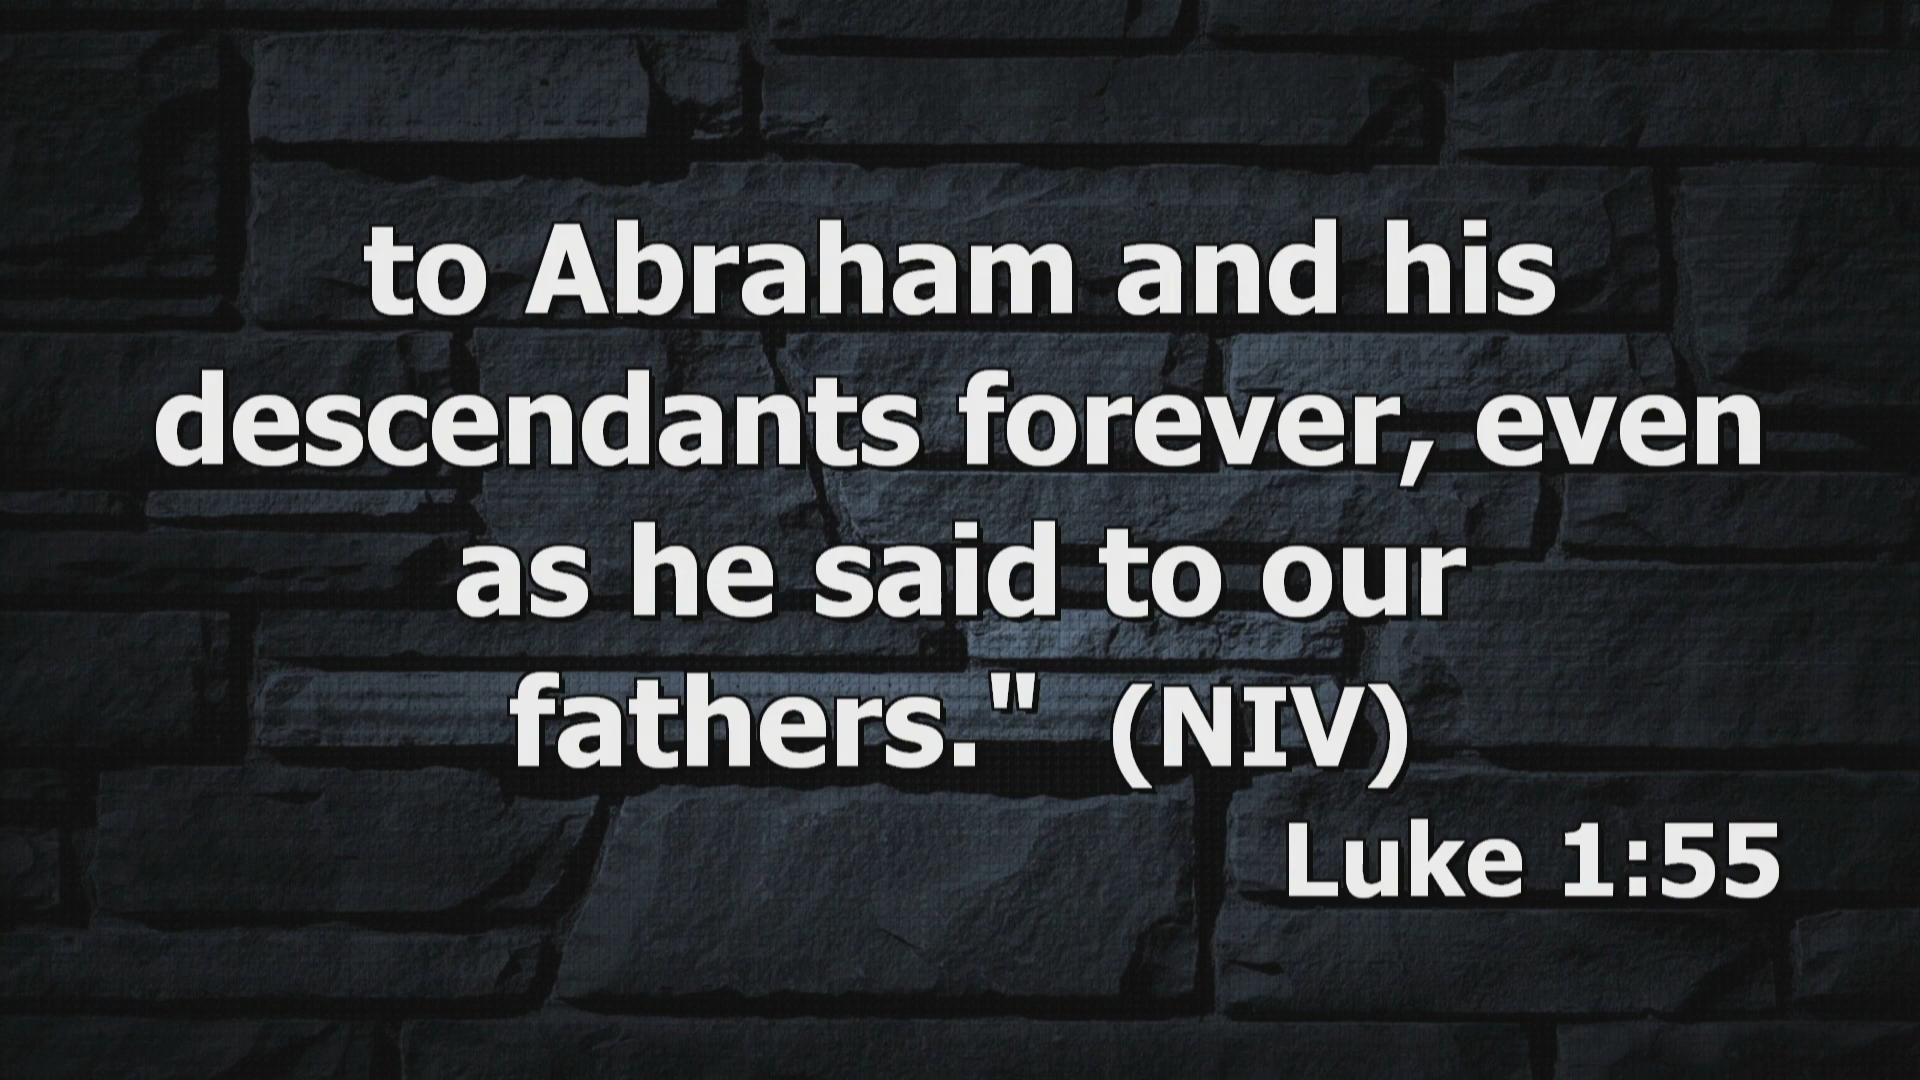 to Abraham and his
descendants forever, even
as he said to our
fathers."  (NIV)
Luke 1:55